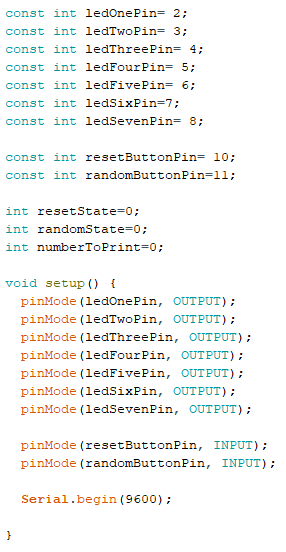 const int ledOnePin= 2;
const int ledTwoPin= 3;
const int ledThreePin= 4;
const int ledFourPin= 5;
const int ledFivePin= 6;
const int ledSixPin=7;
const int ledSevenPin= 8;

const int resetButtonPin= 10;
const int randomButtonPin=11;

int resetState=0;
int randomState=0;
int numberToPrint=0;

void setup() {
  pinMode(ledOnePin, OUTPUT);
  pinMode(ledTwoPin, OUTPUT);
  pinMode(ledThreePin, OUTPUT);
  pinMode(ledFourPin, OUTPUT);
  pinMode(ledFivePin, OUTPUT);
  pinMode(ledSixPin, OUTPUT);
  pinMode(ledSevenPin, OUTPUT);

  pinMode(resetButtonPin, INPUT);
  pinMode(randomButtonPin, INPUT);

  Serial.begin(9600);

}